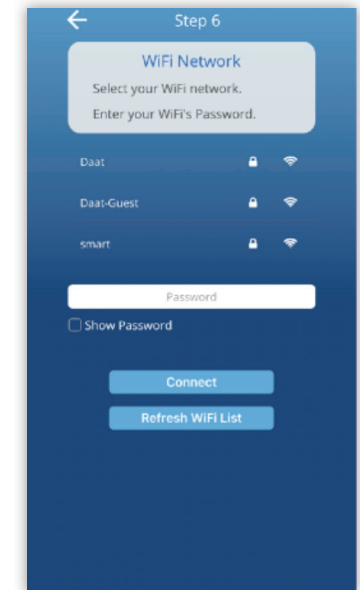 Step 6
WiFi Network
Select your WiFi network.
Enter your WiFi's Password.
Daat
Daat-Guest
smart
Password
Show Password
Connect
Refresh WiFi List